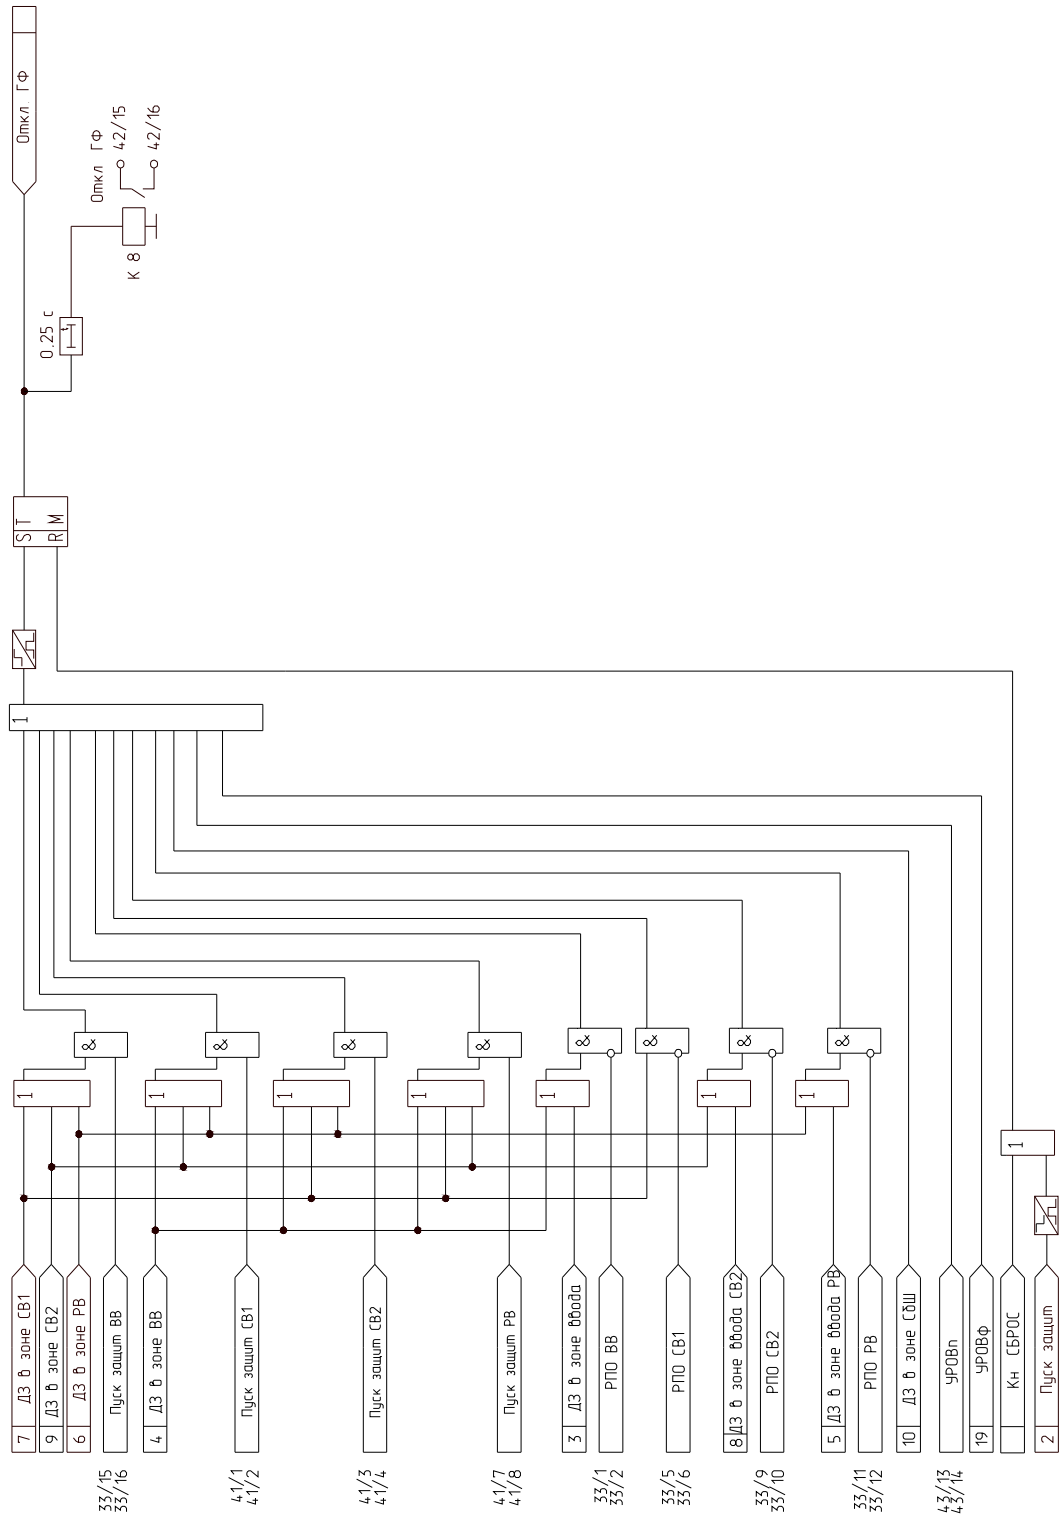 Откл. ГФ
Откл ГФ
42/15
42/16
К 8
0.25 с
t
S T
R M
1
&
&
&
&
&
&
&
&
1
1
1
1
1
1
1
1
7 ДЗ в зоне СВ1
9 ДЗ в зоне СВ2
6 ДЗ в зоне РВ
Пуск защит ВВ
33/15
33/16
4 ДЗ в зоне ВВ
Пуск защит СВ1
41/1
41/2
Пуск защит СВ2
41/3
41/4
Пуск защит РВ
41/7
41/8
3 ДЗ в зоне ввода
РПО ВВ
33/1
33/2
РПО СВ1
33/5
33/6
8 ДЗ в зоне ввода СВ2
РПО СВ2
33/9
33/10
5 ДЗ в зоне ввода РВ
РПО РВ
33/11
33/12
10 ДЗ в зоне СбШ
УРОВп
43/13
43/14
19 УРОВф
Кн СБРОС
2 Пуск защит